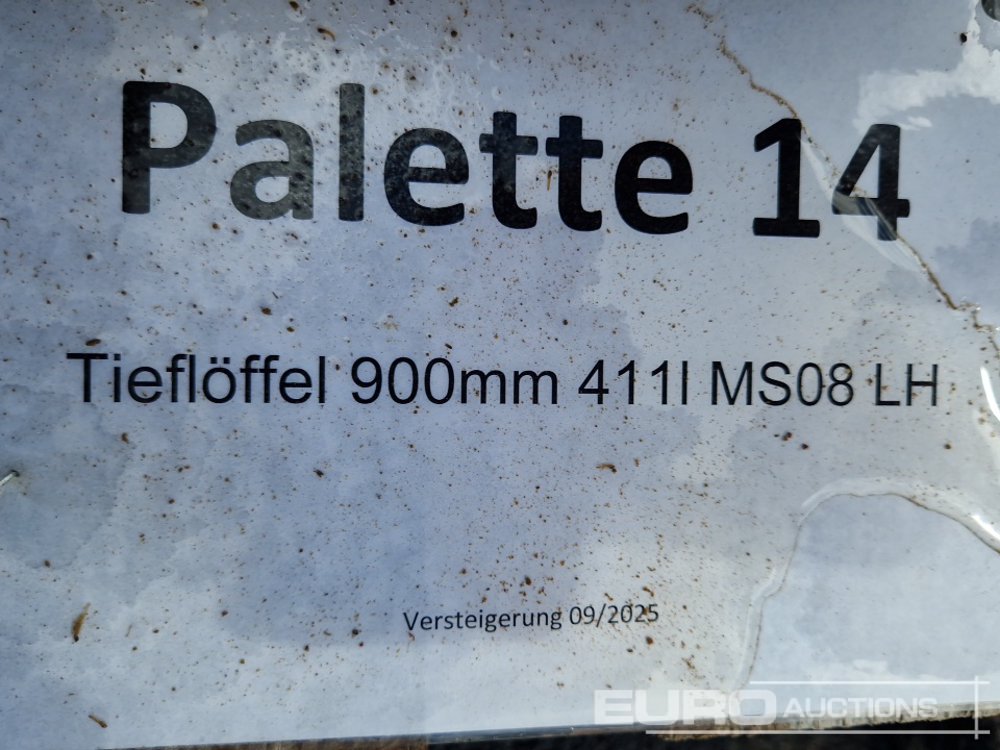 Palette 14
Tieflöffel 900mm 411l MS08 LH
Versteigerung 09/2025
EURO AUCTIONS